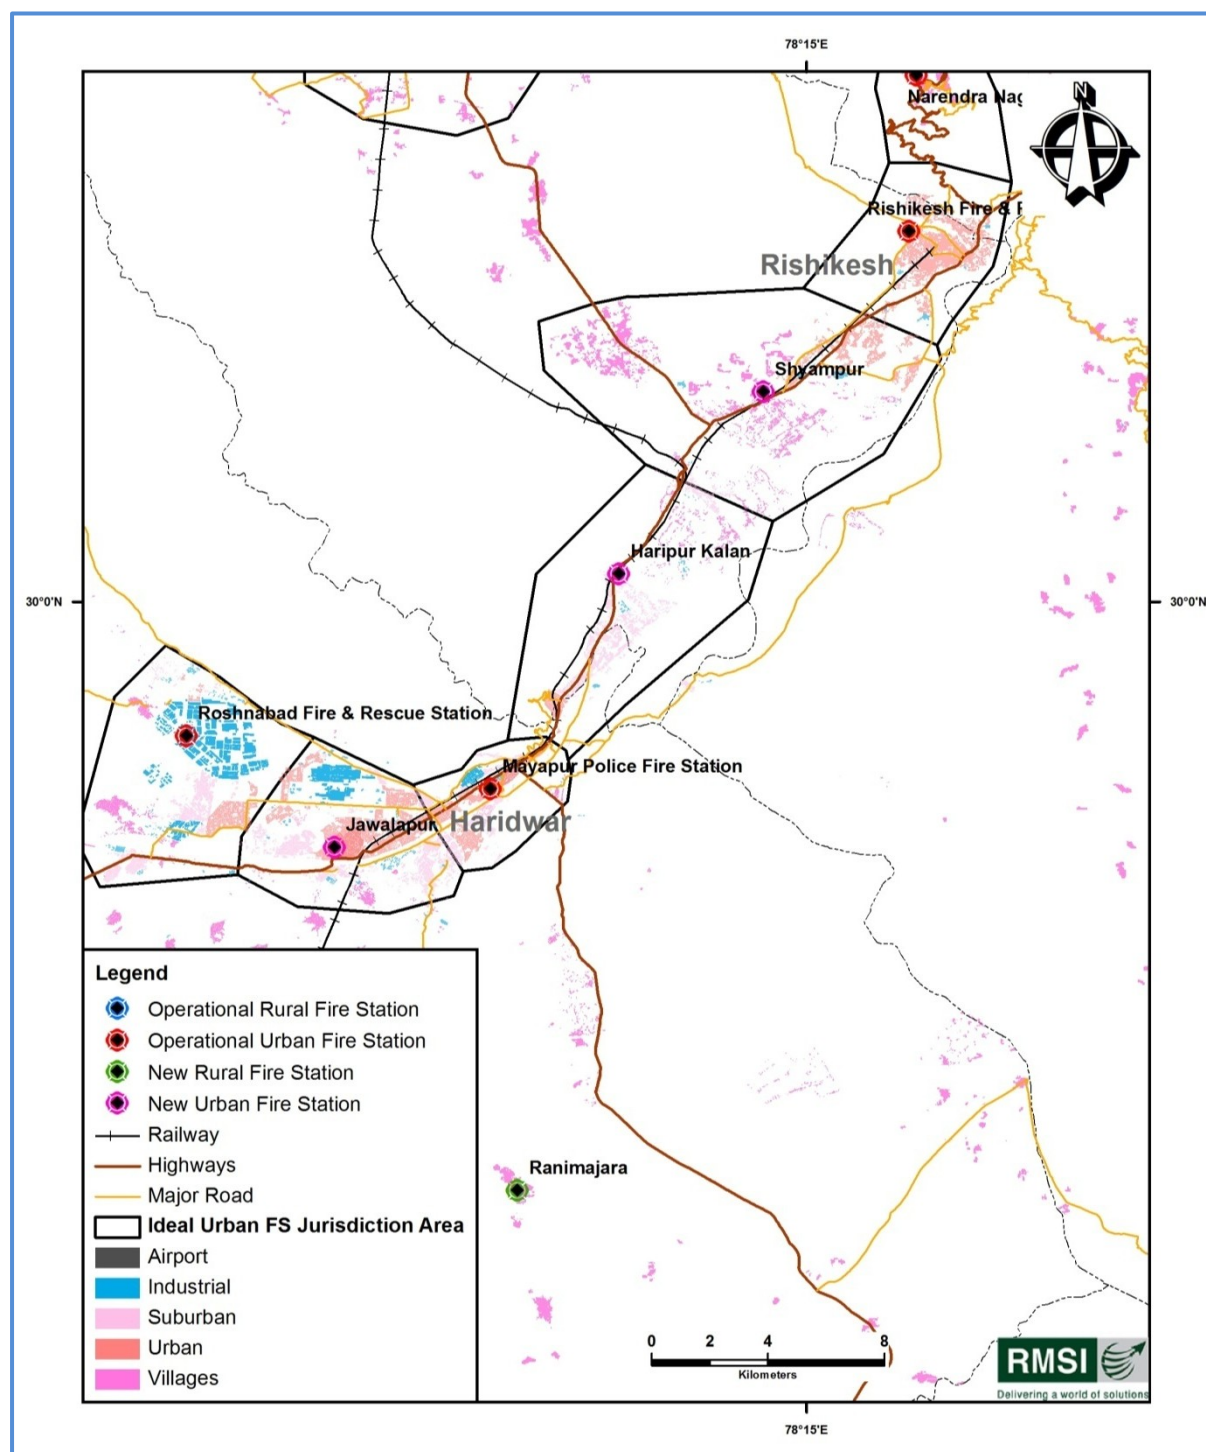 78°15'E
N
Narendra Nag
Rishikesh Fire & F
Rishikesh
Shyampur
Haripur Kalan
30°0'N
30°0'N
Roshnabad Fire & Rescue Station
Mayapur Police Fire Station
Jawalapur
Haridwar
Legend
Operational Rural Fire Station
Operational Urban Fire Station
New Rural Fire Station
New Urban Fire Station
Railway
Highways
Major Road
Ideal Urban FS Jurisdiction Area
Airport
Industrial
Suburban
Urban
Villages
Ranimajara
0 2 4 8
Kilometers
RMSI
Delivering a world of solutions
78°15'E